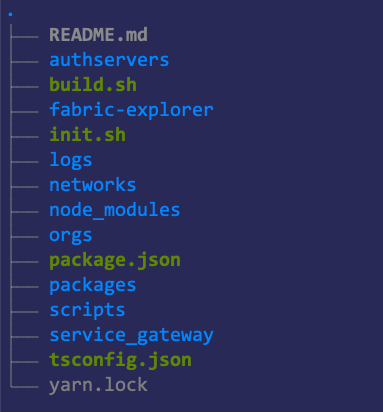 .
├── README.md
├── authservers
├── build.sh
├── fabric-explorer
├── init.sh
├── logs
├── networks
├── node_modules
├── orgs
├── package.json
├── packages
├── scripts
├── service_gateway
├── tsconfig.json
└── yarn.lock